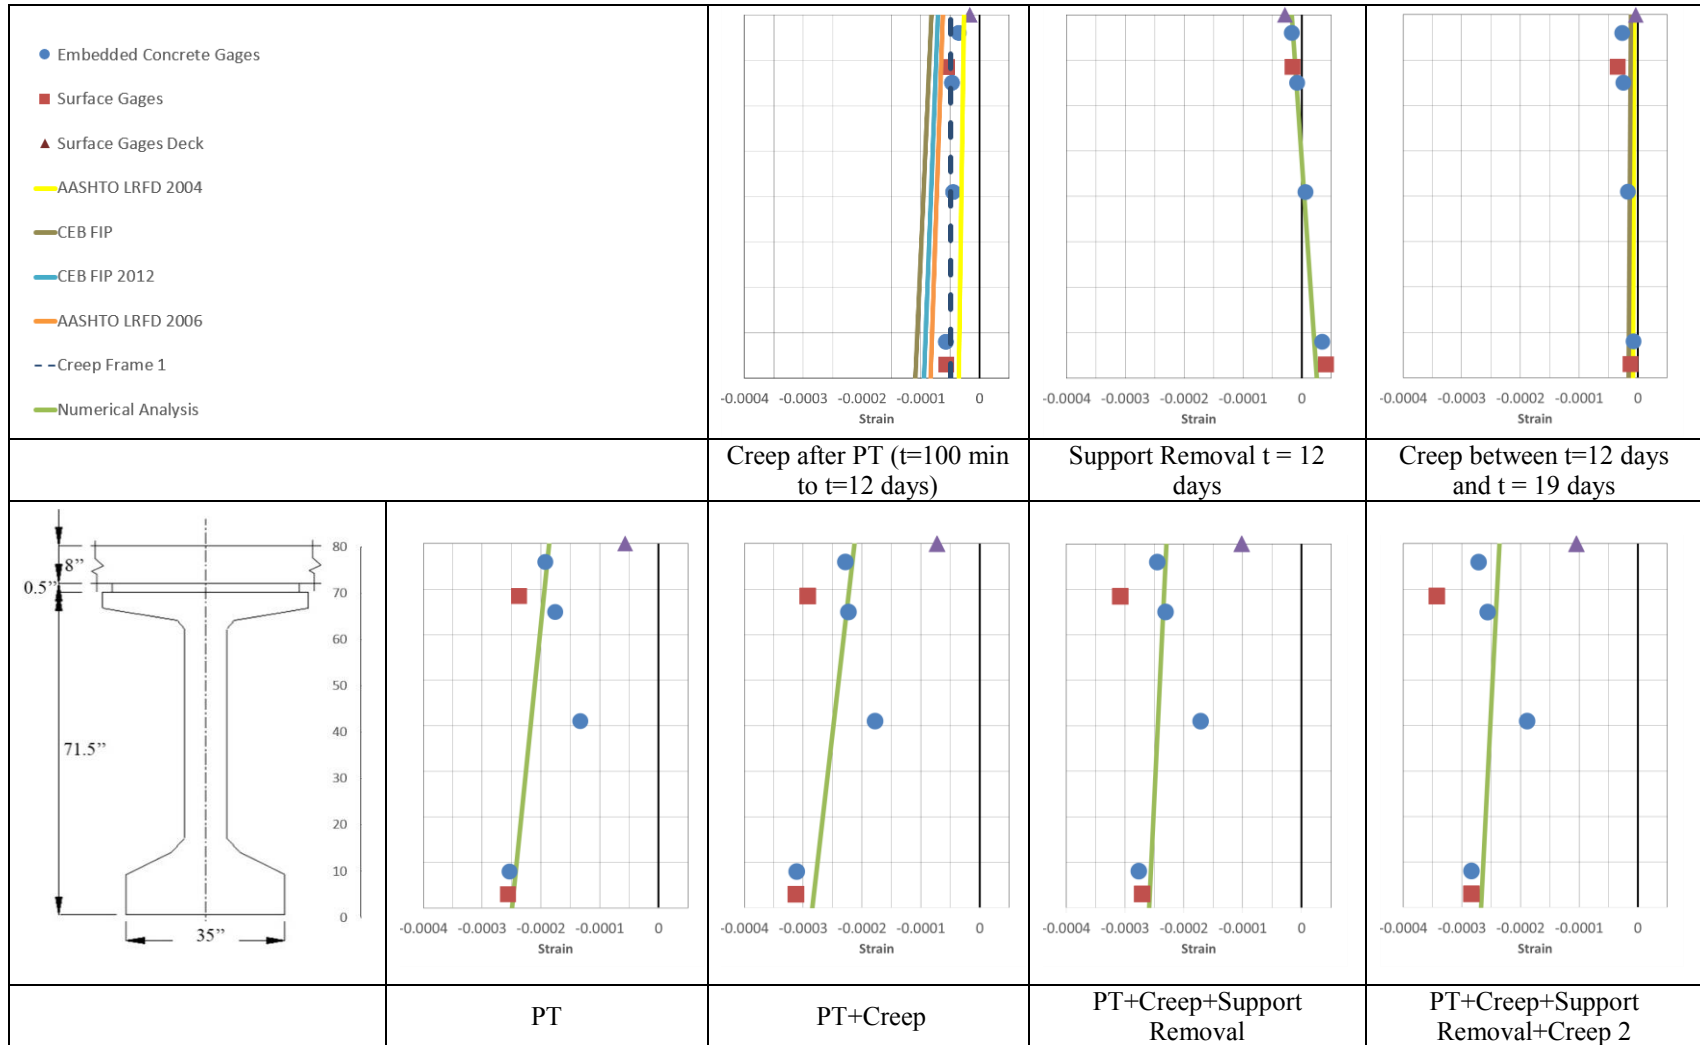 Embedded Concrete Gages
Surface Gages
Surface Gages Deck
AASHTO LRFD 2004
CEB FIP
CEB FIP 2012
AASHTO LRFD 2006
Creep Frame 1
Numerical Analysis
-0.0004 -0.0003 -0.0002 -0.0001 0
Strain
-0.0004 -0.0003 -0.0002 -0.0001 0
Strain
-0.0004 -0.0003 -0.0002 -0.0001 0
Strain
Creep after PT (t=100 min
to t=12 days)
Support Removal t = 12
days
Creep between t=12 days
and t = 19 days
8”
0.5”
71.5”
35”
80
70
60
50
40
30
20
10
0
-0.0004 -0.0003 -0.0002 -0.0001 0
Strain
-0.0004 -0.0003 -0.0002 -0.0001 0
Strain
-0.0004 -0.0003 -0.0002 -0.0001 0
Strain
-0.0004 -0.0003 -0.0002 -0.0001 0
Strain
PT
PT+Creep
PT+Creep+Support
Removal
PT+Creep+Support
Removal+Creep 2